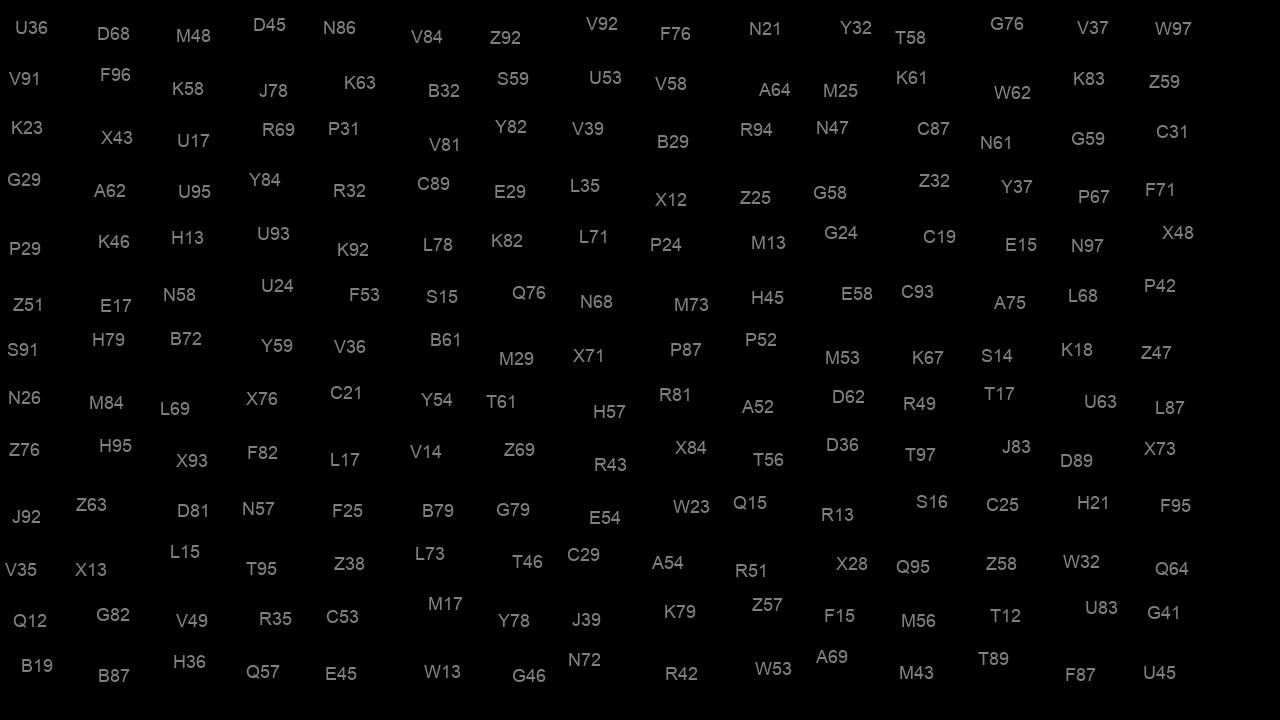 U36 D68 M48 D45 N86 V84 Z92 V92 F76 N21 Y32 T58 G76 V37 W97
V91 F96 K58 J78 K63 B32 S59 U53 V58 A64 M25 K61 W62 K83 Z59
K23 X43 U17 R69 P31 V81 Y82 V39 B29 R94 N47 C87 N61 G59 C31
G29 A62 U95 Y84 R32 C89 E29 L35 X12 Z25 G58 Z32 Y37 P67 F71
P29 K46 H13 U93 K92 L78 K82 L71 P24 M13 G24 C19 E15 N97 X48
Z51 E17 N58 U24 F53 S15 Q76 N68 M73 H45 E58 C93 A75 L68 P42
S91 H79 B72 Y59 V36 B61 M29 X71 P87 P52 M53 K67 S14 K18 Z47
N26 M84 L69 X76 C21 Y54 T61 H57 R81 A52 D62 R49 T17 U63 L87
Z76 H95 X93 F82 L17 V14 Z69 R43 X84 T56 D36 T97 J83 D89 X73
J92 Z63 D81 N57 F25 B79 G79 E54 W23 Q15 R13 S16 C25 H21 F95
V35 X13 L15 T95 Z38 L73 T46 C29 A54 R51 X28 Q95 Z58 W32 Q64
Q12 G82 V49 R35 C53 M17 Y78 J39 K79 Z57 F15 M56 T12 U83 G41
B19 B87 H36 Q57 E45 W13 G46 N72 R42 W53 A69 M43 T89 F87 U45